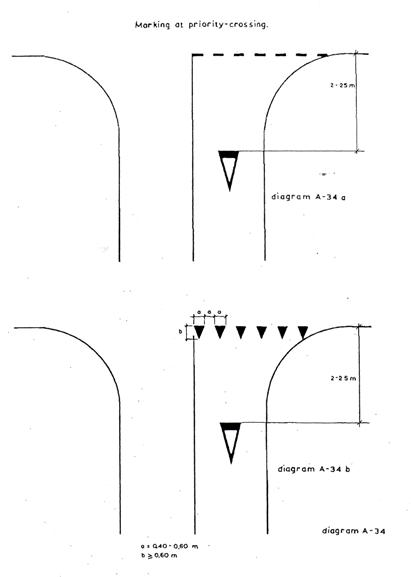 Marking at priority-crossing.
2-25 m
diagram A-34 a
a a a
b
2-25 m
diagram A-34 b
diagram A-34
a = 0,40 - 0,60 m
b ≥ 0,60 m